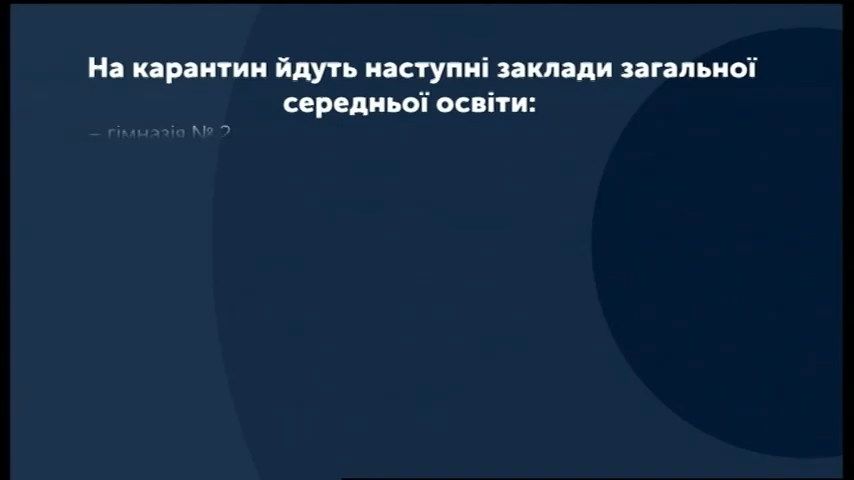 На карантин йдуть наступні заклади загальної
середньої освіти:
– гімназія № 2